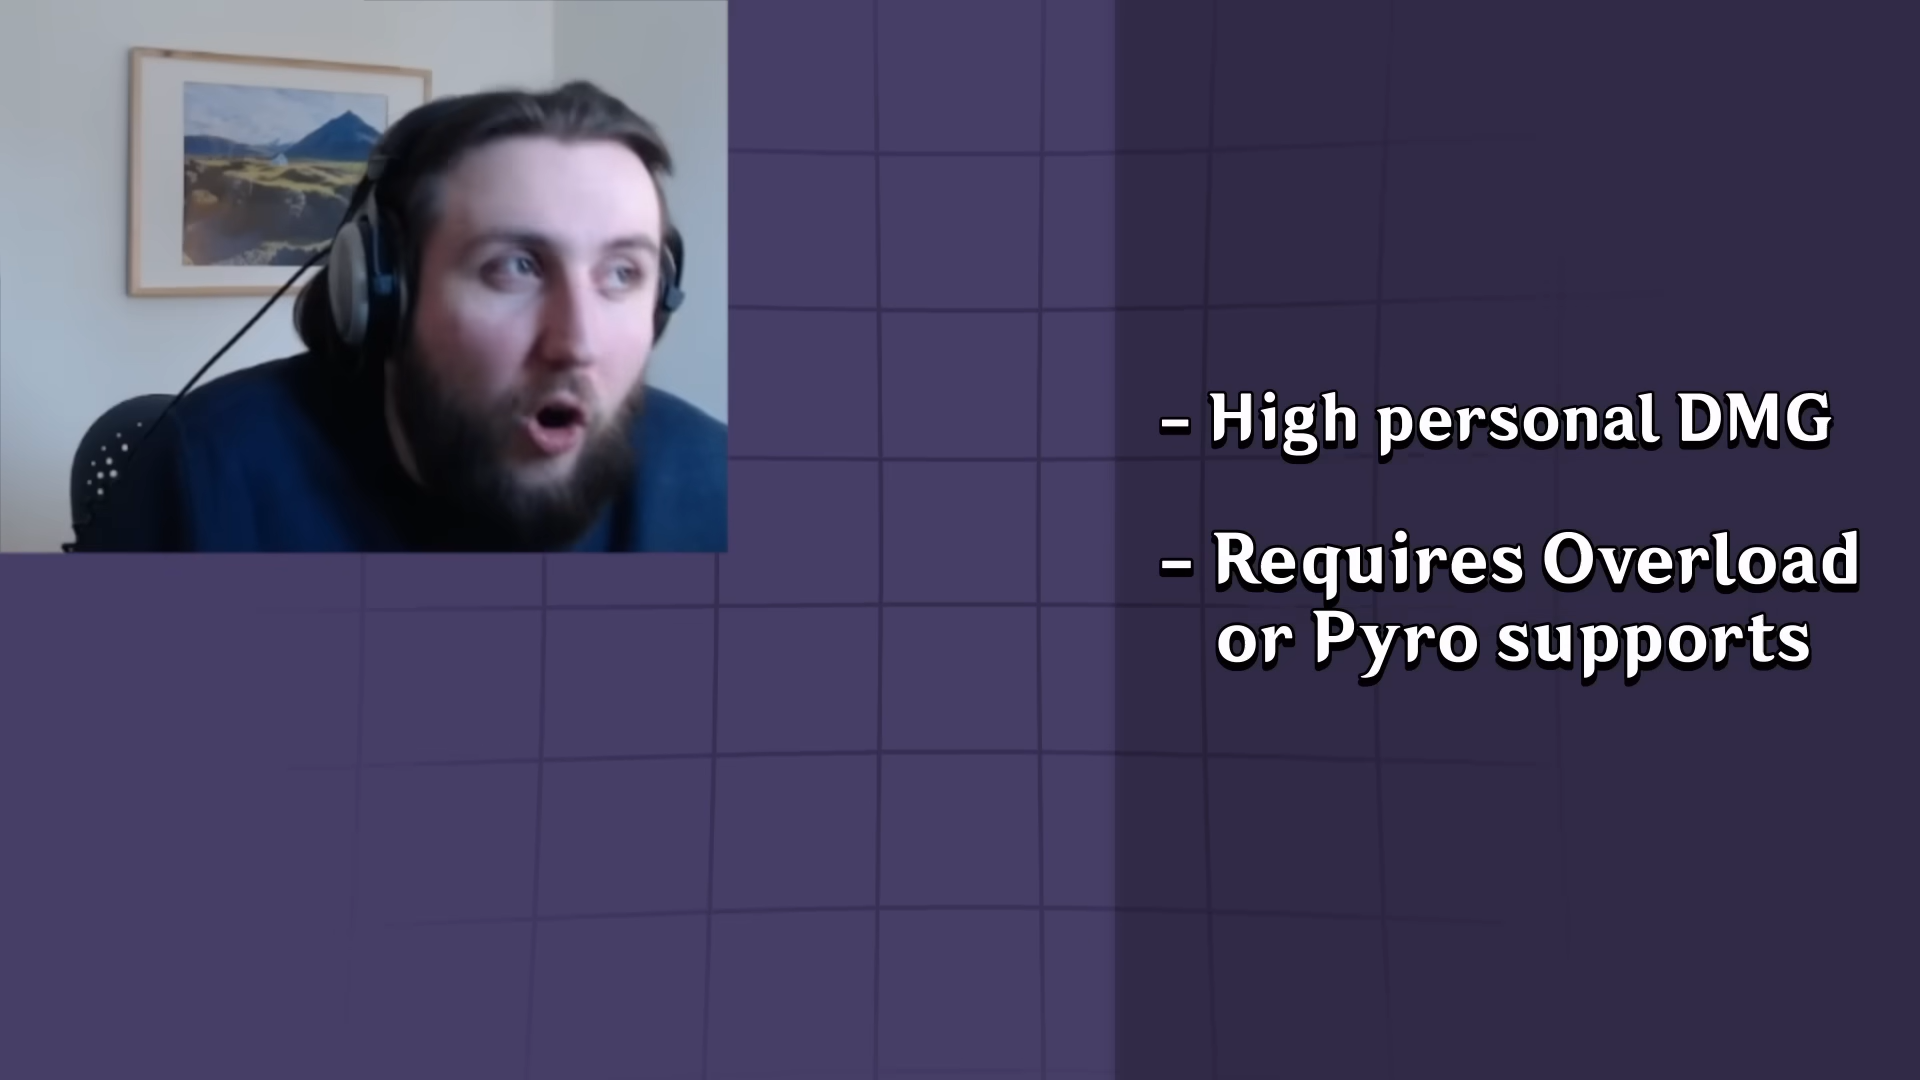 - High personal DMG
- Requires Overload
or Pyro supports